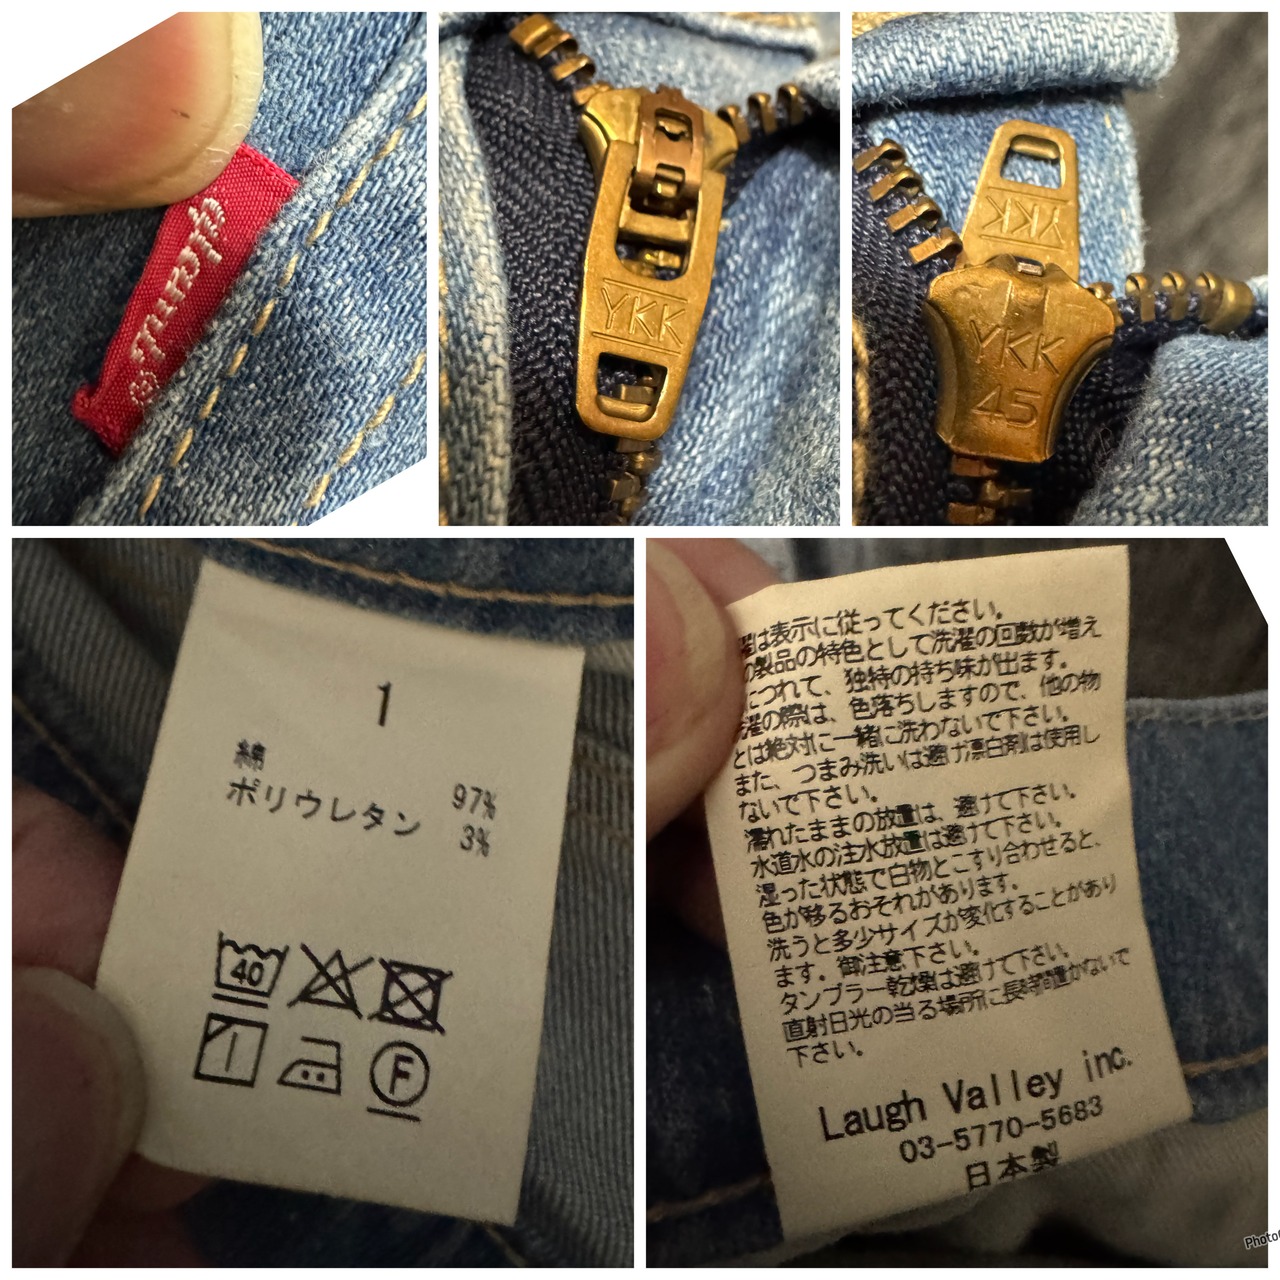 YKK
YKK
YKK
45
1
綿 97%
ポリウレタン 3%
40
F
濯は表示に従ってください。
の製品の特色として洗濯の回数が増え
につれて、独特の持ち味が出ます。
濯の際は、色落ちしますので、他の物
とは絶対に一緒に洗わないで下さい。
また、つまみ洗いは避け漂白剤は使用し
ないで下さい。
濡れたままの放置は、避けて下さい。
水道水の注水放置は避けて下さい。
湿った状態で白物とこすり合わせると、
色が移るおそれがあります。
洗うと多少サイズが変化することがあり
ます。御注意下さい。
タンブラー乾燥は避けて下さい。
直射日光の当る場所に長時間置かないで
下さい。
Laugh Valley inc.
03-5770-5683
日本製
Photo